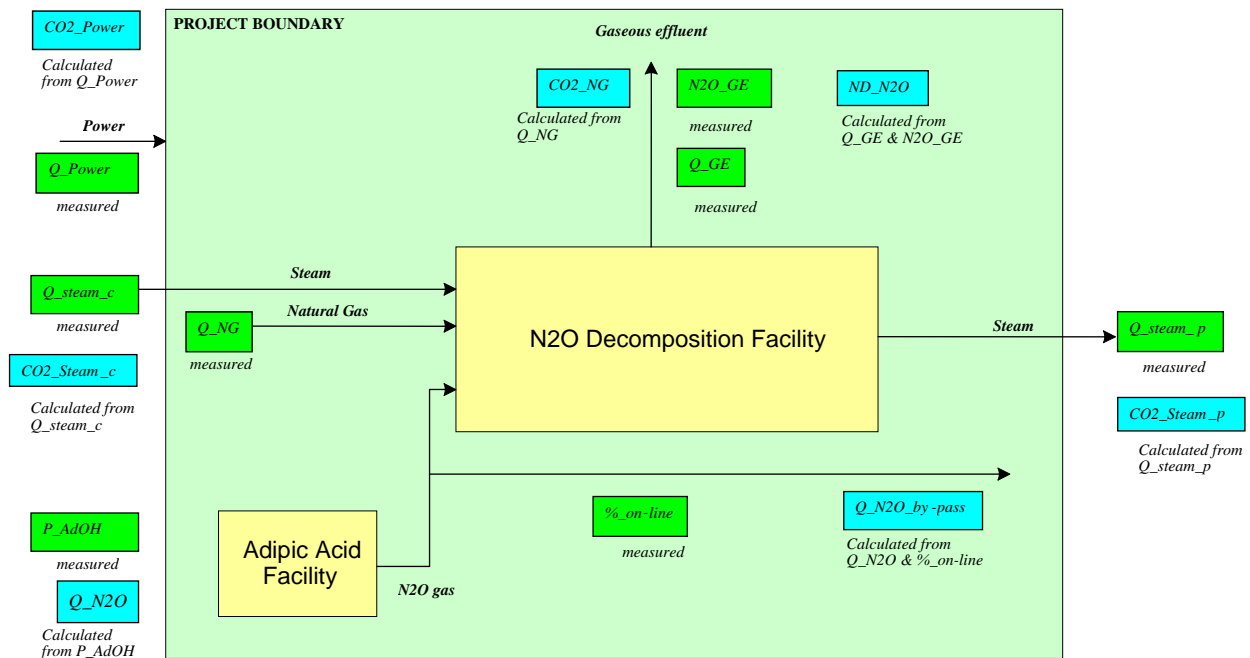 CO2_Power
Calculated
from Q_Power
PROJECT BOUNDARY
Gaseous effluent
CO2_NG
Calculated from
Q_NG
N2O_GE
measured
Q_GE
measured
ND_N2O
Calculated from
Q_GE & N2O_GE
Power
Q_Power
measured
Q_steam_c
measured
CO2_Steam_c
Calculated from
Q_steam_c
Steam
Natural Gas
Q_NG
measured
N2O Decomposition Facility
Steam
Q_steam_p
measured
CO2_Steam_p
Calculated from
Q_steam_p
P_AdOH
measured
Q_N2O
Calculated
from P_AdOH
Adipic Acid
Facility
N2O gas
%_on-line
measured
Q_N2O_by-pass
Calculated from
Q_N2O & %_on-line